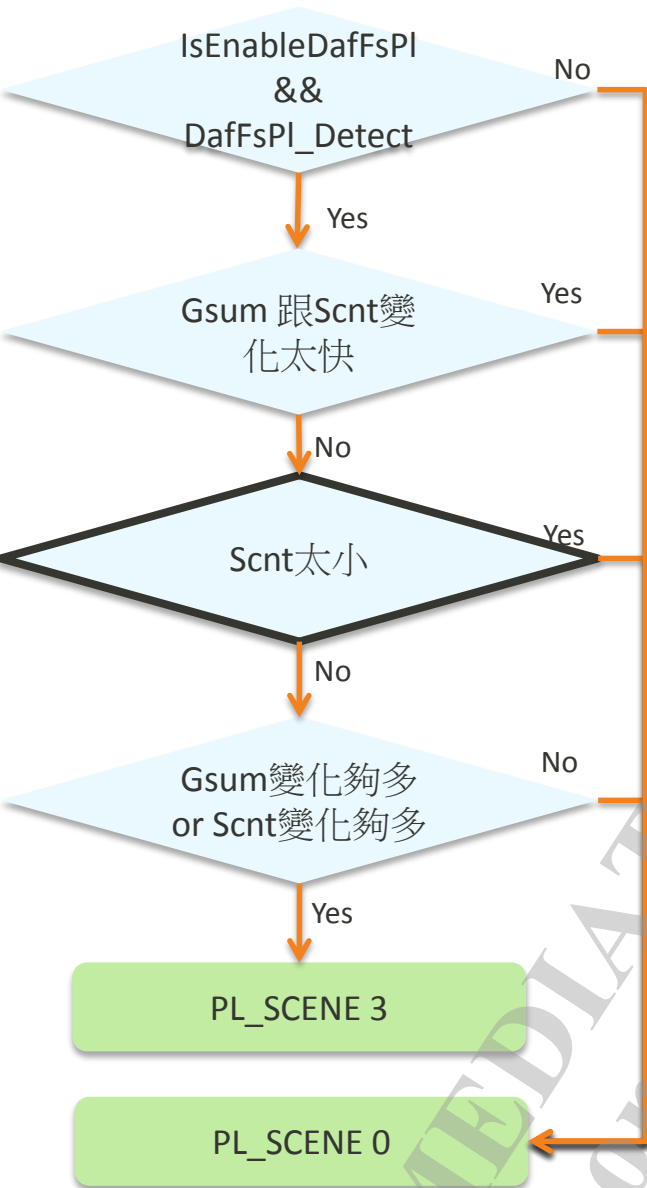 IsEnableDafFsPl
&&
DafFsPl_Detect
No
Yes
Gsum 跟Scnt變
化太快
Yes
No
Scnt太小
Yes
No
Gsum變化夠多
or Scnt變化夠多
No
Yes
PL_SCENE 3
PL_SCENE 0